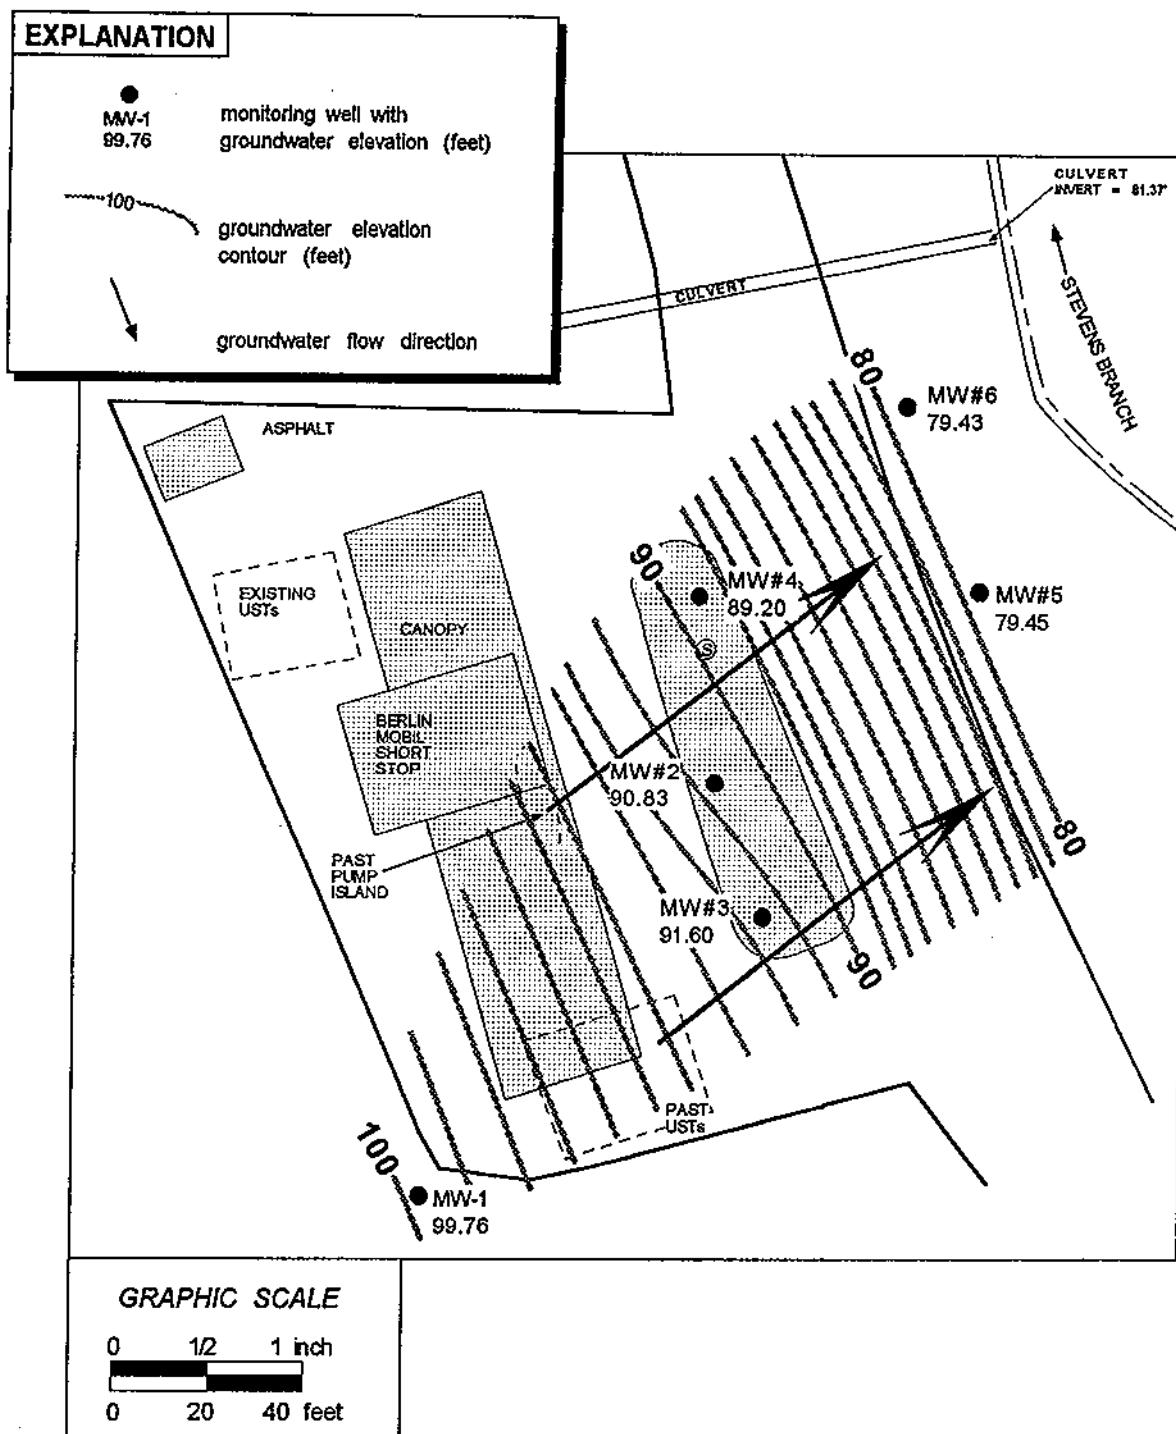 EXPLANATION
MW-1
99.76
monitoring well with
groundwater elevation (feet)
100
groundwater elevation
contour (feet)
groundwater flow direction
CULVERT
INVERT = 81.37'
CULVERT
STEVENS BRANCH
80
MW#6
79.43
ASPHALT
90
MW#4
89.20
EXISTING
USTs
MW#5
79.45
CANOPY
S
BERLIN
MOBIL
SHORT
STOP
MW#2
90.83
80
PAST
PUMP
ISLAND
MW#3
91.60
90
PAST
USTs
100
MW-1
99.76
GRAPHIC SCALE
0 1/2 1 inch
0 20 40 feet